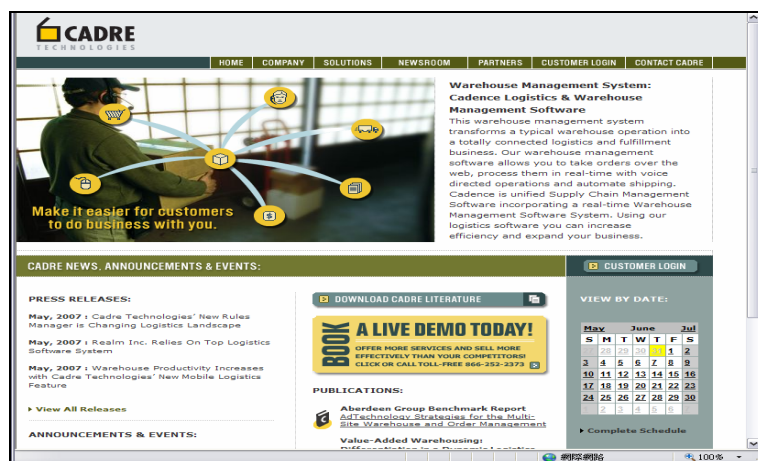 CADRE
TECHNOLOGIES
HOME COMPANY SOLUTIONS NEWSROOM PARTNERS CUSTOMER LOGIN CONTACT CADRE
Make it easier for customers
to do business with you.
Warehouse Management System:
Cadence Logistics & Warehouse
Management Software
This warehouse management system
transforms a typical warehouse operation into
a totally connected logistics and fulfillment
business. Our warehouse management
software allows you to take orders over the
web, process them in real-time with voice
directed operations and automate shipping.
Cadence is unified Supply Chain Management
Software incorporating a real-time Warehouse
Management Software System. Using our
logistics software you can increase
efficiency and expand your business.
CADRE NEWS, ANNOUNCEMENTS & EVENTS:
PRESS RELEASES:
May, 2007 : Cadre Technologies' New Rules
Manager is Changing Logistics Landscape
May, 2007 : Realm Inc. Relies On Top Logistics
Software System
May, 2007 : Warehouse Productivity Increases
with Cadre Technologies' New Mobile Logistics
Feature
View All Releases
ANNOUNCEMENTS & EVENTS:
DOWNLOAD CADRE LITERATURE
BOOK
A LIVE DEMO TODAY!
OFFER MORE SERVICES AND SELL MORE
EFFECTIVELY THAN YOUR COMPETITORS!
CLICK OR CALL TOLL-FREE 866-252-2373
PUBLICATIONS:
Aberdeen Group Benchmark Report
AdTechnology Strategies for the Multi-
Site Warehouse and Order Management
Value-Added Warehousing:
CUSTOMER LOGIN
VIEW BY DATE:
May June Jul
S M T W T F S
28 29 30 31 1 2
3 4 5 6 7 8 9
10 11 12 13 14 15 16
17 18 19 20 21 22 23
24 25 26 27 28 29 30
2 3 4 5 6
Complete Schedule
網際網路
100%